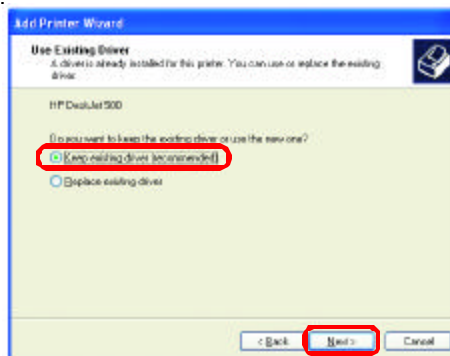 Add Printer Wizard
Use Existing Driver
A driver is already installed for this printer. You can use or replace the existing
driver.
HP DeskJet 500
Do you want to keep the existing driver or use the new one?
Keep existing driver (recommended)
Replace existing driver
< Back
Next >
Cancel